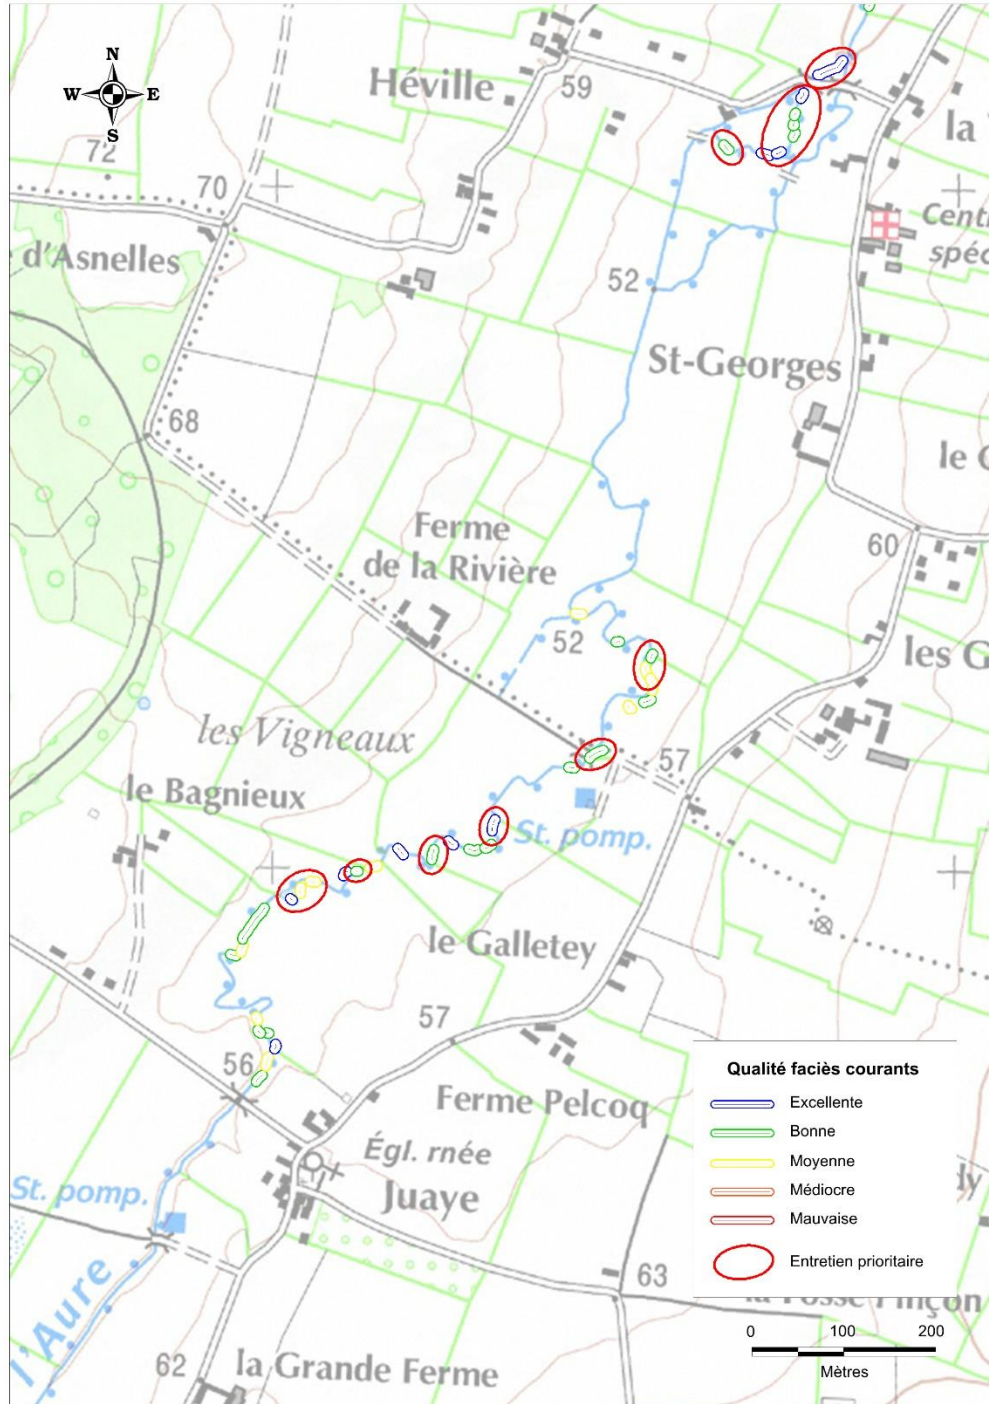 N
W E
S
Héville
59
la
72
70
Cent
spéc
d'Asnelles
52
St-Georges
68
le G
Ferme
de la Rivière
60
52
les G
les Vigneaux
57
le Bagnieux
St. pomp.
le Galletey
57
56
Ferme Pelcoq
Égl. rnée
Juaye
St. pomp.
l'Aure
63
62
la Grande Ferme
Qualité faciès courants
Excellente
Bonne
Moyenne
Médiocre
Mauvaise
Entretien prioritaire
0 100 200
Mètres